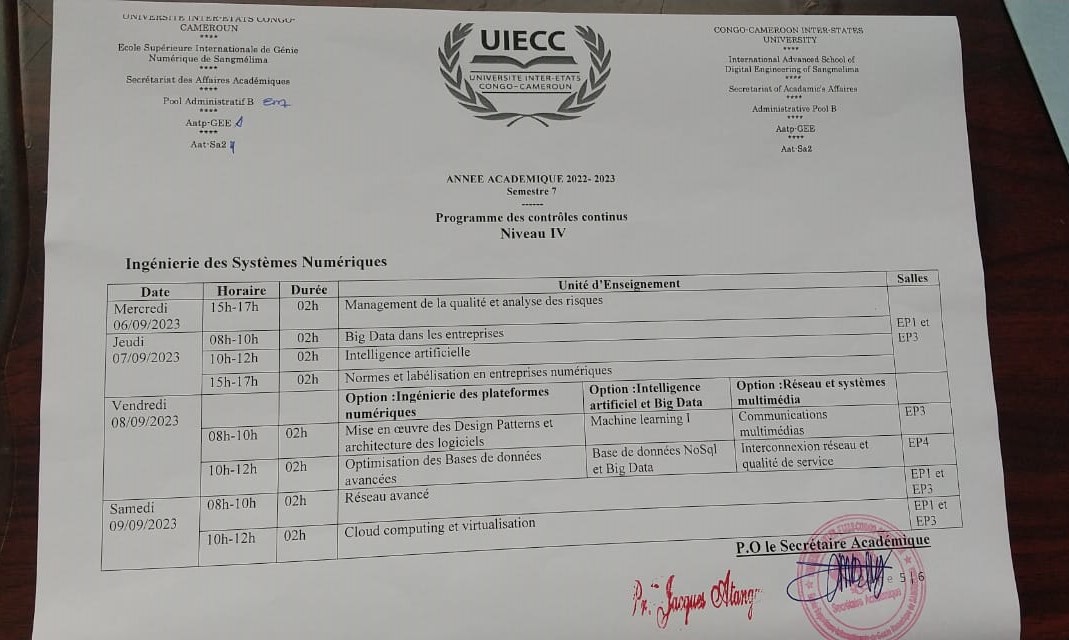 UNIVERSITE INTER-ETATS CONGO-
CAMEROUN
****
Ecole Supérieure Internationale de Génie
Numérique de Sangmélima
****
Secrétariat des Affaires Académiques
****
Pool Administratif B
****
Aatp-GEE
****
Aat-Sa2
UIECC
UNIVERSITE INTER-ETATS
CONGO-CAMEROUN
CONGO-CAMEROON INTER-STATES
UNIVERSITY
****
International Advanced School of
Digital Engineering of Sangmelima
****
Secretariat of Acadamic's Affaires
****
Administrative Pool B
****
Aatp-GEE
****
Aat-Sa2
ANNEE ACADEMIQUE 2022- 2023
Semestre 7
------
Programme des contrôles continus
Niveau IV
Ingénierie des Systèmes Numériques
Date Horaire Durée Unité d'Enseignement Salles
Mercredi 15h-17h 02h Management de la qualité et analyse des risques
06/09/2023
Jeudi 08h-10h 02h Big Data dans les entreprises EP1 et
07/09/2023 10h-12h 02h Intelligence artificielle EP3
15h-17h 02h Normes et labélisation en entreprises numériques
Vendredi Option :Ingénierie des plateformes Option :Intelligence Option :Réseau et systèmes
08/09/2023 numériques artificiel et Big Data multimédia
08h-10h 02h Mise en œuvre des Design Patterns et Machine learning I Communications EP3
architecture des logiciels multimédias
10h-12h 02h Optimisation des Bases de données Base de données NoSql Interconnexion réseau et EP4
avancées et Big Data qualité de service
Samedi 08h-10h 02h Réseau avancé EP1 et
09/09/2023 EP3
10h-12h 02h Cloud computing et virtualisation EP1 et
EP3
P.O le Secrétaire Académique
Pr. Jacques Atanga
Secrétaire Académique